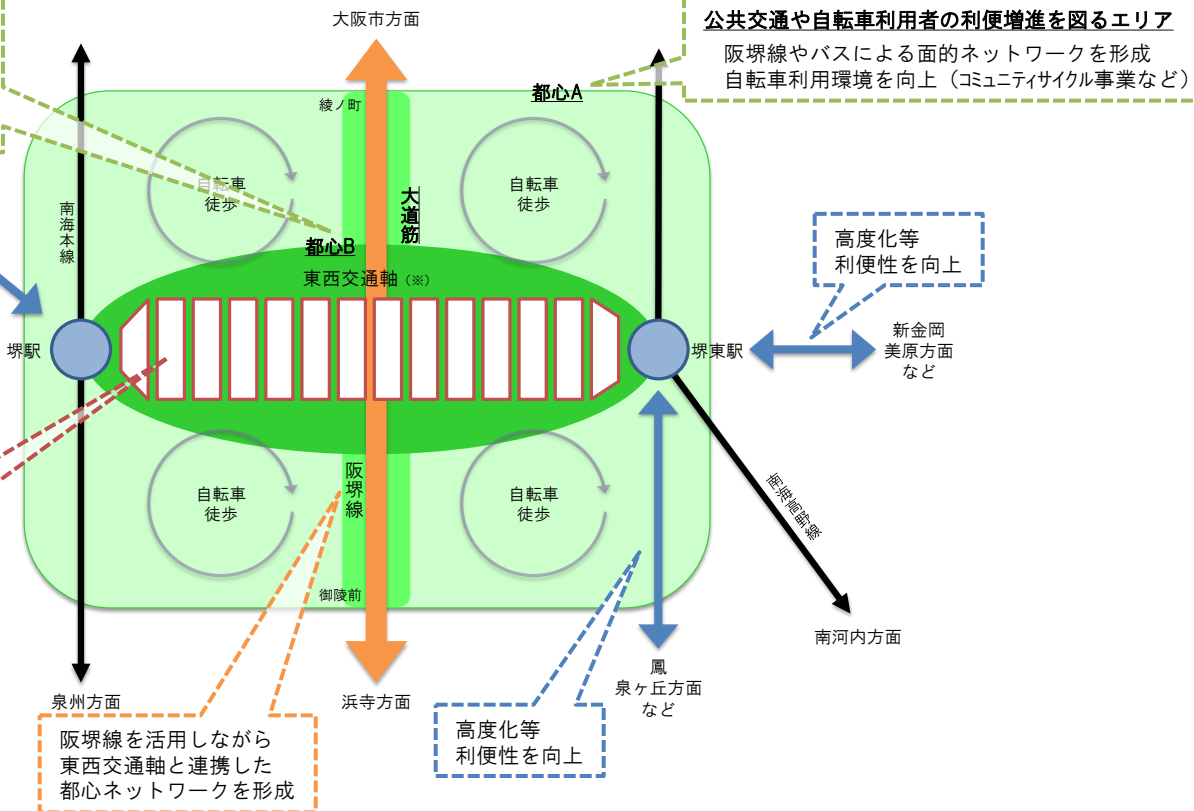 大阪市方面
公共交通や自転車利用者の利便増進を図るエリア
阪堺線やバスによる面的ネットワークを形成
自転車利用環境を向上（コミュニティサイクル事業など）
都心A
綾ノ町
自転車
徒歩
自転車
徒歩
大道筋
南海本線
都心B
東西交通軸（※）
高度化等
利便性を向上
堺駅
堺東駅
新金岡
美原方面
など
自転車
徒歩
阪堺線
自転車
徒歩
南海高野線
御陵前
南河内方面
泉州方面
浜寺方面
鳳
泉ヶ丘方面
など
阪堺線を活用しながら
東西交通軸と連携した
都心ネットワークを形成
高度化等
利便性を向上